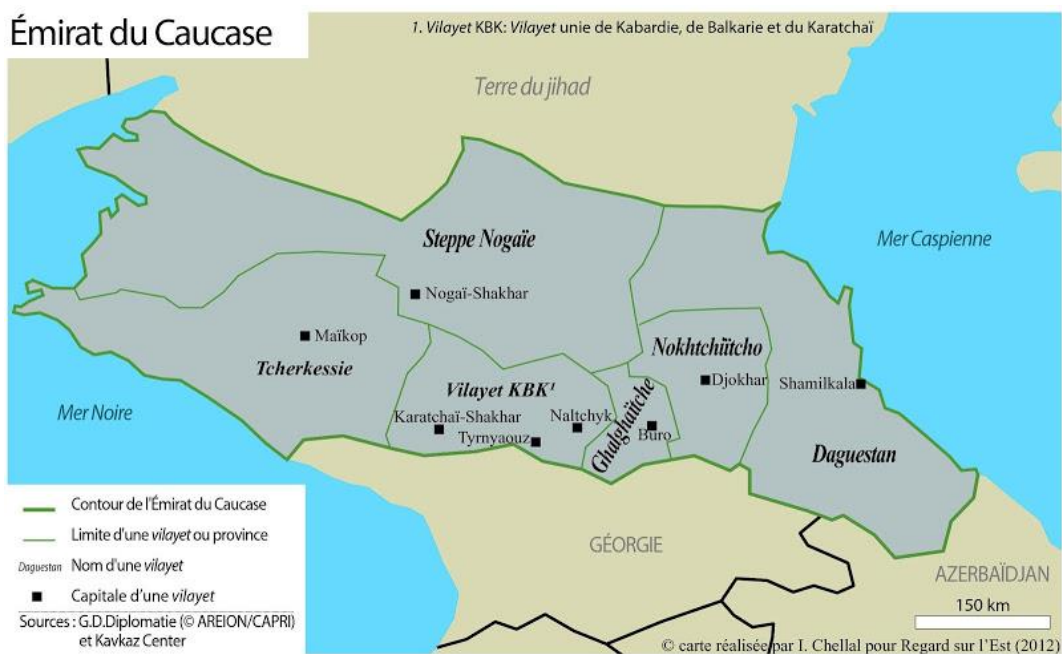 Émirat du Caucase
1. Vilayet KBK: Vilayet unie de Kabardie, de Balkarie et du Karatchaï
Terre du jihad
Steppe Nogaïe
Mer Caspienne
Nogaï-Shakhar
Maïkop
Tcherkessie
Nokhtchiïtcho
Djokhar
Shamilkala
Vilayet KBK¹
Mer Noire
Karatchaï-Shakhar
Naltchyk
Tyrnyaouz
Ghalghaïtche
Buro
Daguestan
Contour de l'Émirat du Caucase
Limite d'une vilayet ou province
Daguestan Nom d'une vilayet
Capitale d'une vilayet
Sources : G.D.Diplomatie (© AREION/CAPRI)
et Kavkaz Center
GÉORGIE
AZERBAÏDJAN
150 km
© carte réalisée par I. Chellal pour Regard sur l'Est (2012)